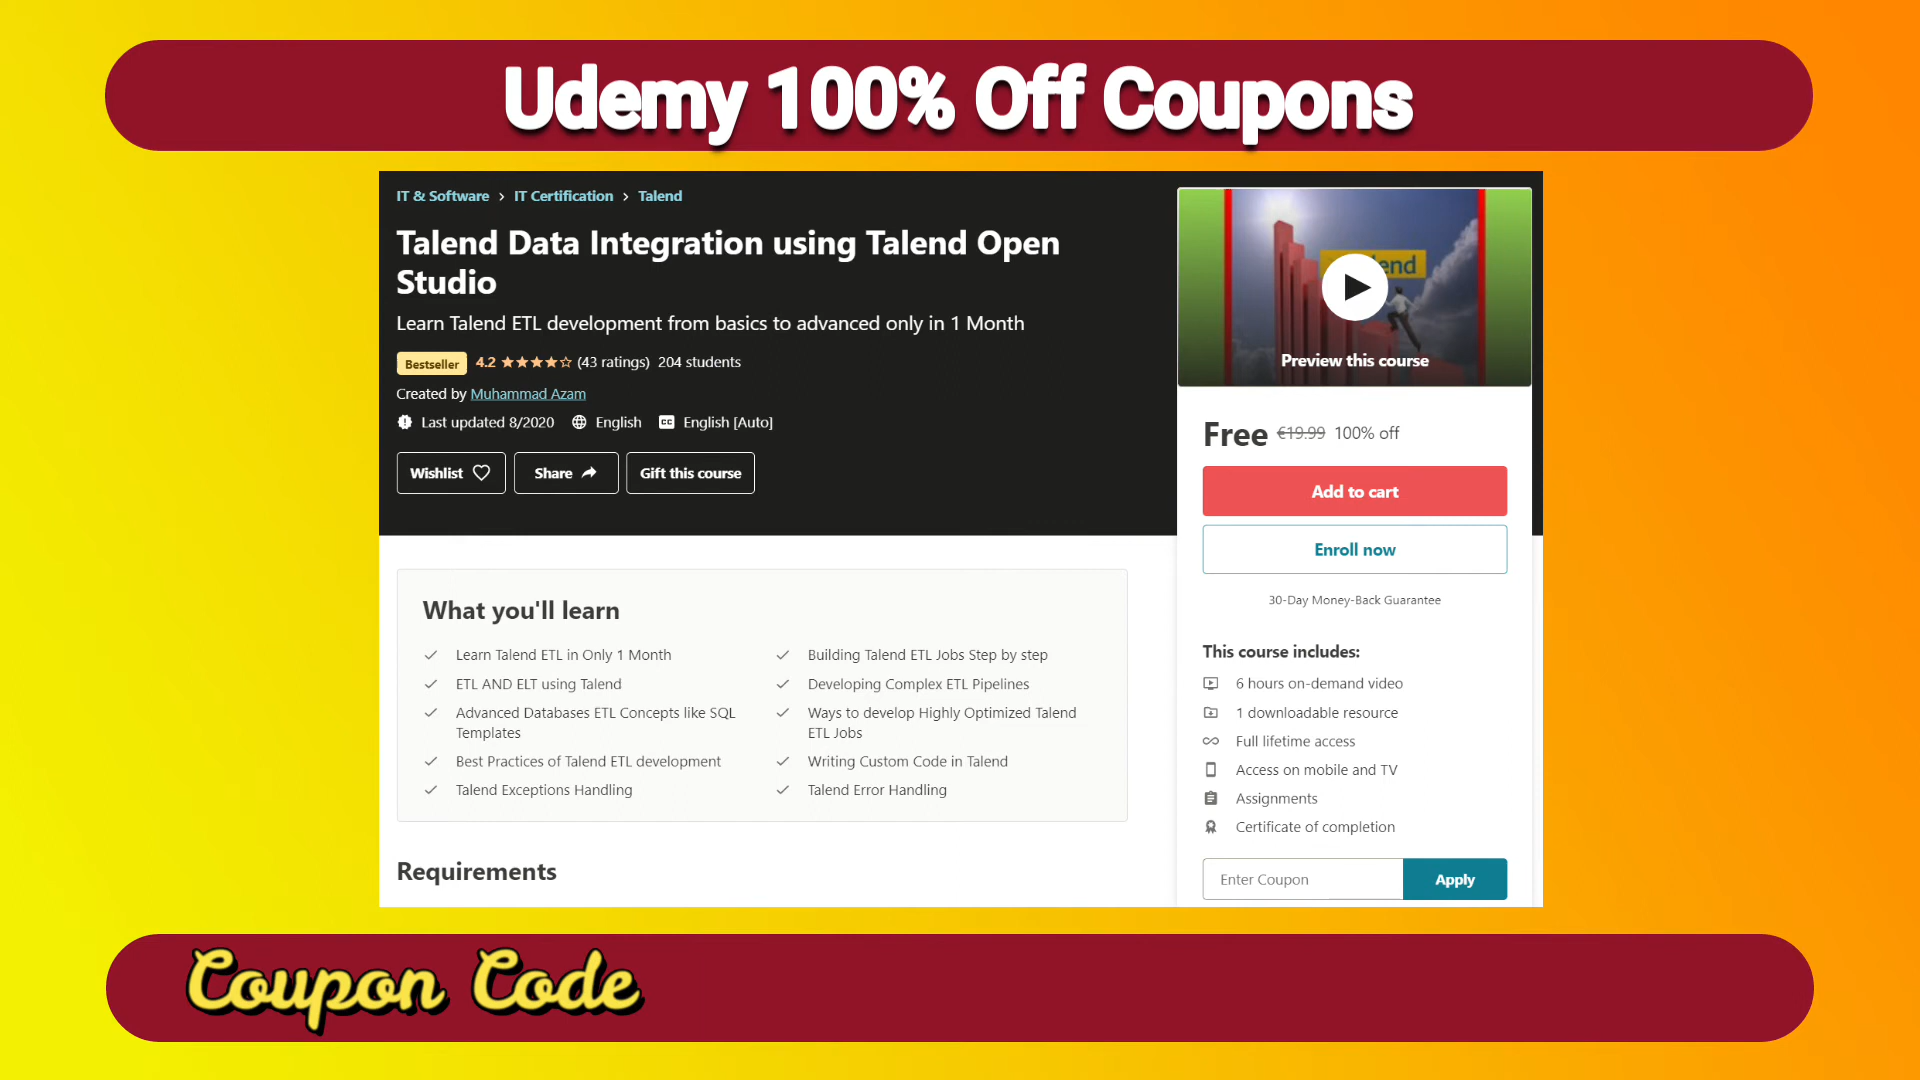 Udemy 100% Off Coupons
IT & Software > IT Certification > Talend
Talend Data Integration using Talend Open
Studio
Learn Talend ETL development from basics to advanced only in 1 Month
Bestseller 4.2 (43 ratings) 204 students
Created by Muhammad Azam
Last updated 8/2020 English CC English [Auto]
Wishlist Share Gift this course
Preview this course
Free €19.99 100% off
Add to cart
Enroll now
30-Day Money-Back Guarantee
What you'll learn
Learn Talend ETL in Only 1 Month
ETL AND ELT using Talend
Advanced Databases ETL Concepts like SQL
Templates
Best Practices of Talend ETL development
Talend Exceptions Handling
Building Talend ETL Jobs Step by step
Developing Complex ETL Pipelines
Ways to develop Highly Optimized Talend
ETL Jobs
Writing Custom Code in Talend
Talend Error Handling
This course includes:
6 hours on-demand video
1 downloadable resource
Full lifetime access
Access on mobile and TV
Assignments
Certificate of completion
Enter Coupon Apply
Requirements
Coupon Code